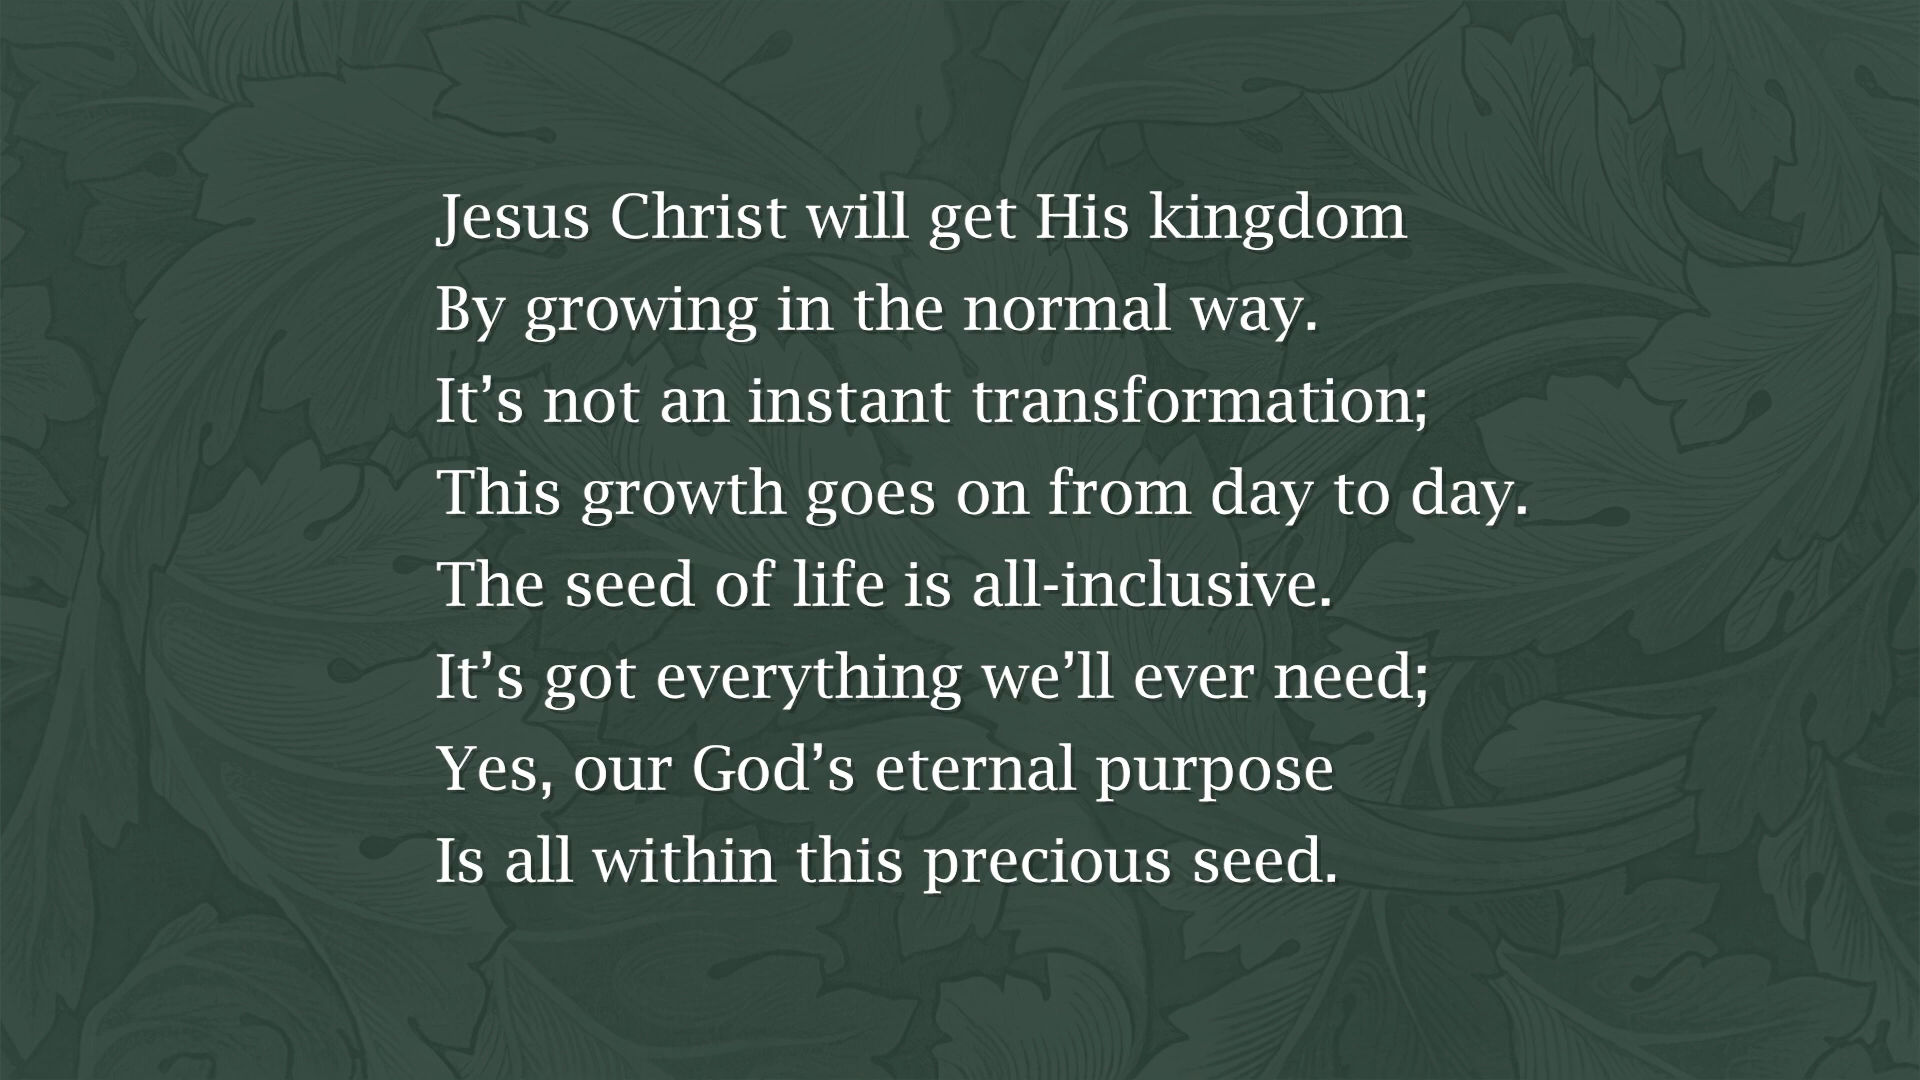 Jesus Christ will get His kingdom
By growing in the normal way.
It’s not an instant transformation;
This growth goes on from day to day.
The seed of life is all-inclusive.
It’s got everything we’ll ever need;
Yes, our God’s eternal purpose
Is all within this precious seed.